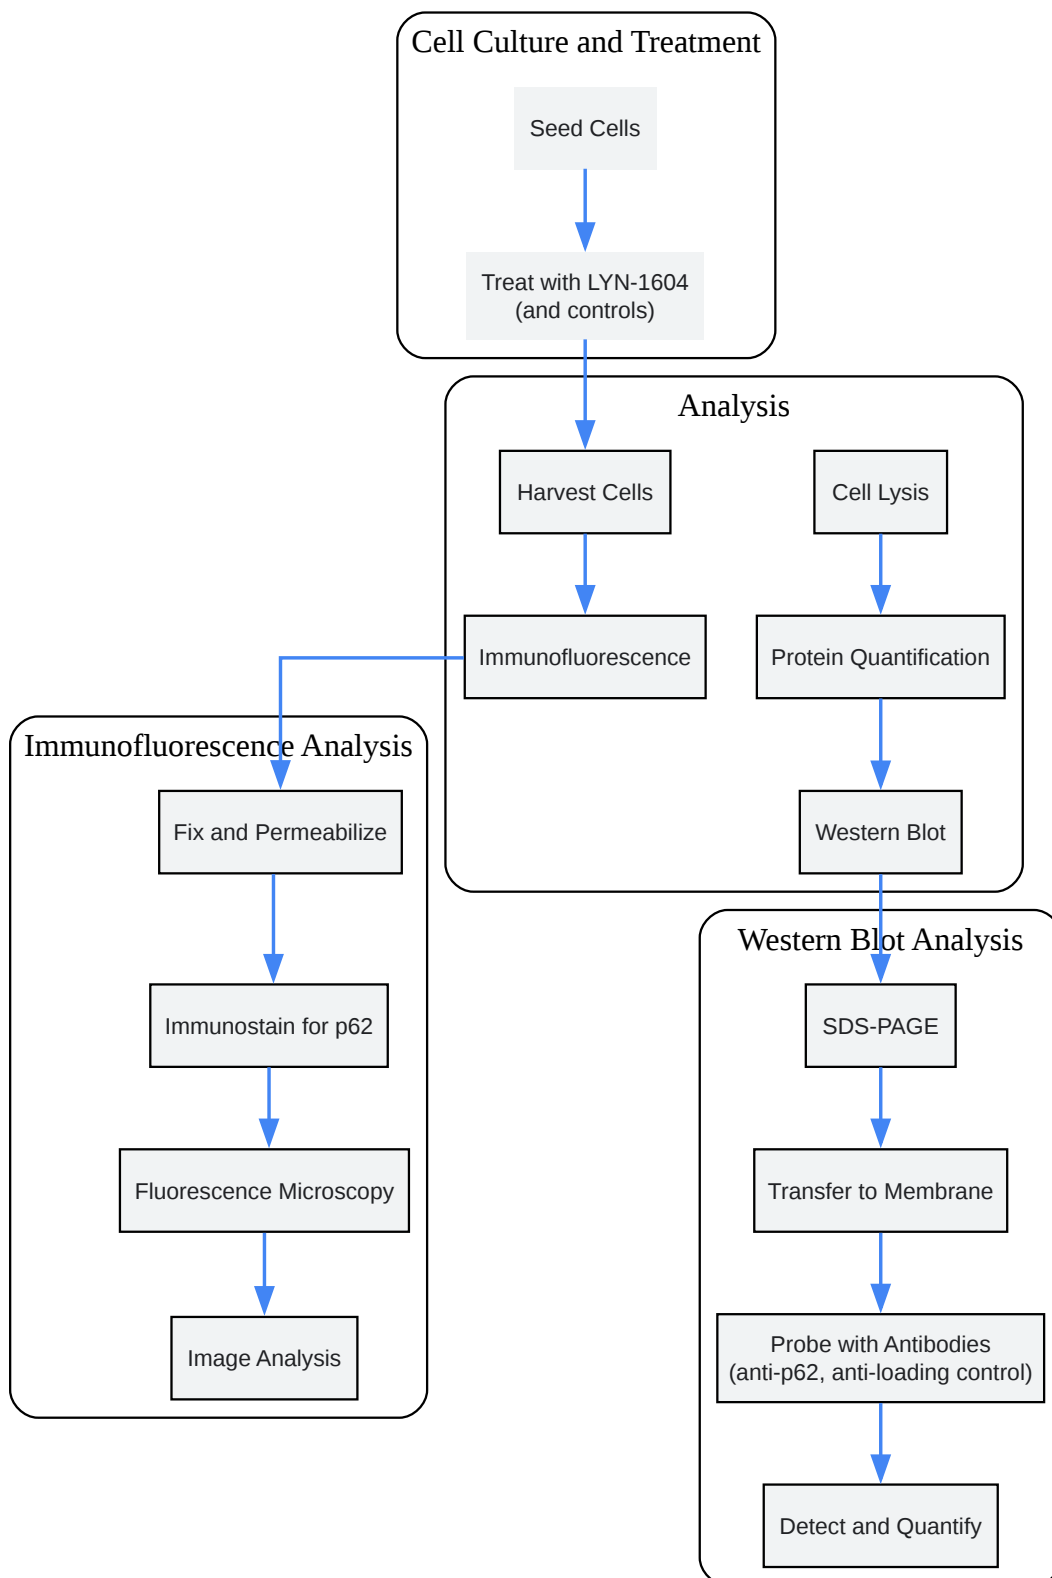 Cell Culture and Treatment
Seed Cells
Treat with LYN-1604
(and controls)
Analysis
Harvest Cells
Cell Lysis
Immunofluorescence
Protein Quantification
Western Blot
Immunofluorescence Analysis
Fix and Permeabilize
Immunostain for p62
Fluorescence Microscopy
Image Analysis
Western Blot Analysis
SDS-PAGE
Transfer to Membrane
Probe with Antibodies
(anti-p62, anti-loading control)
Detect and Quantify